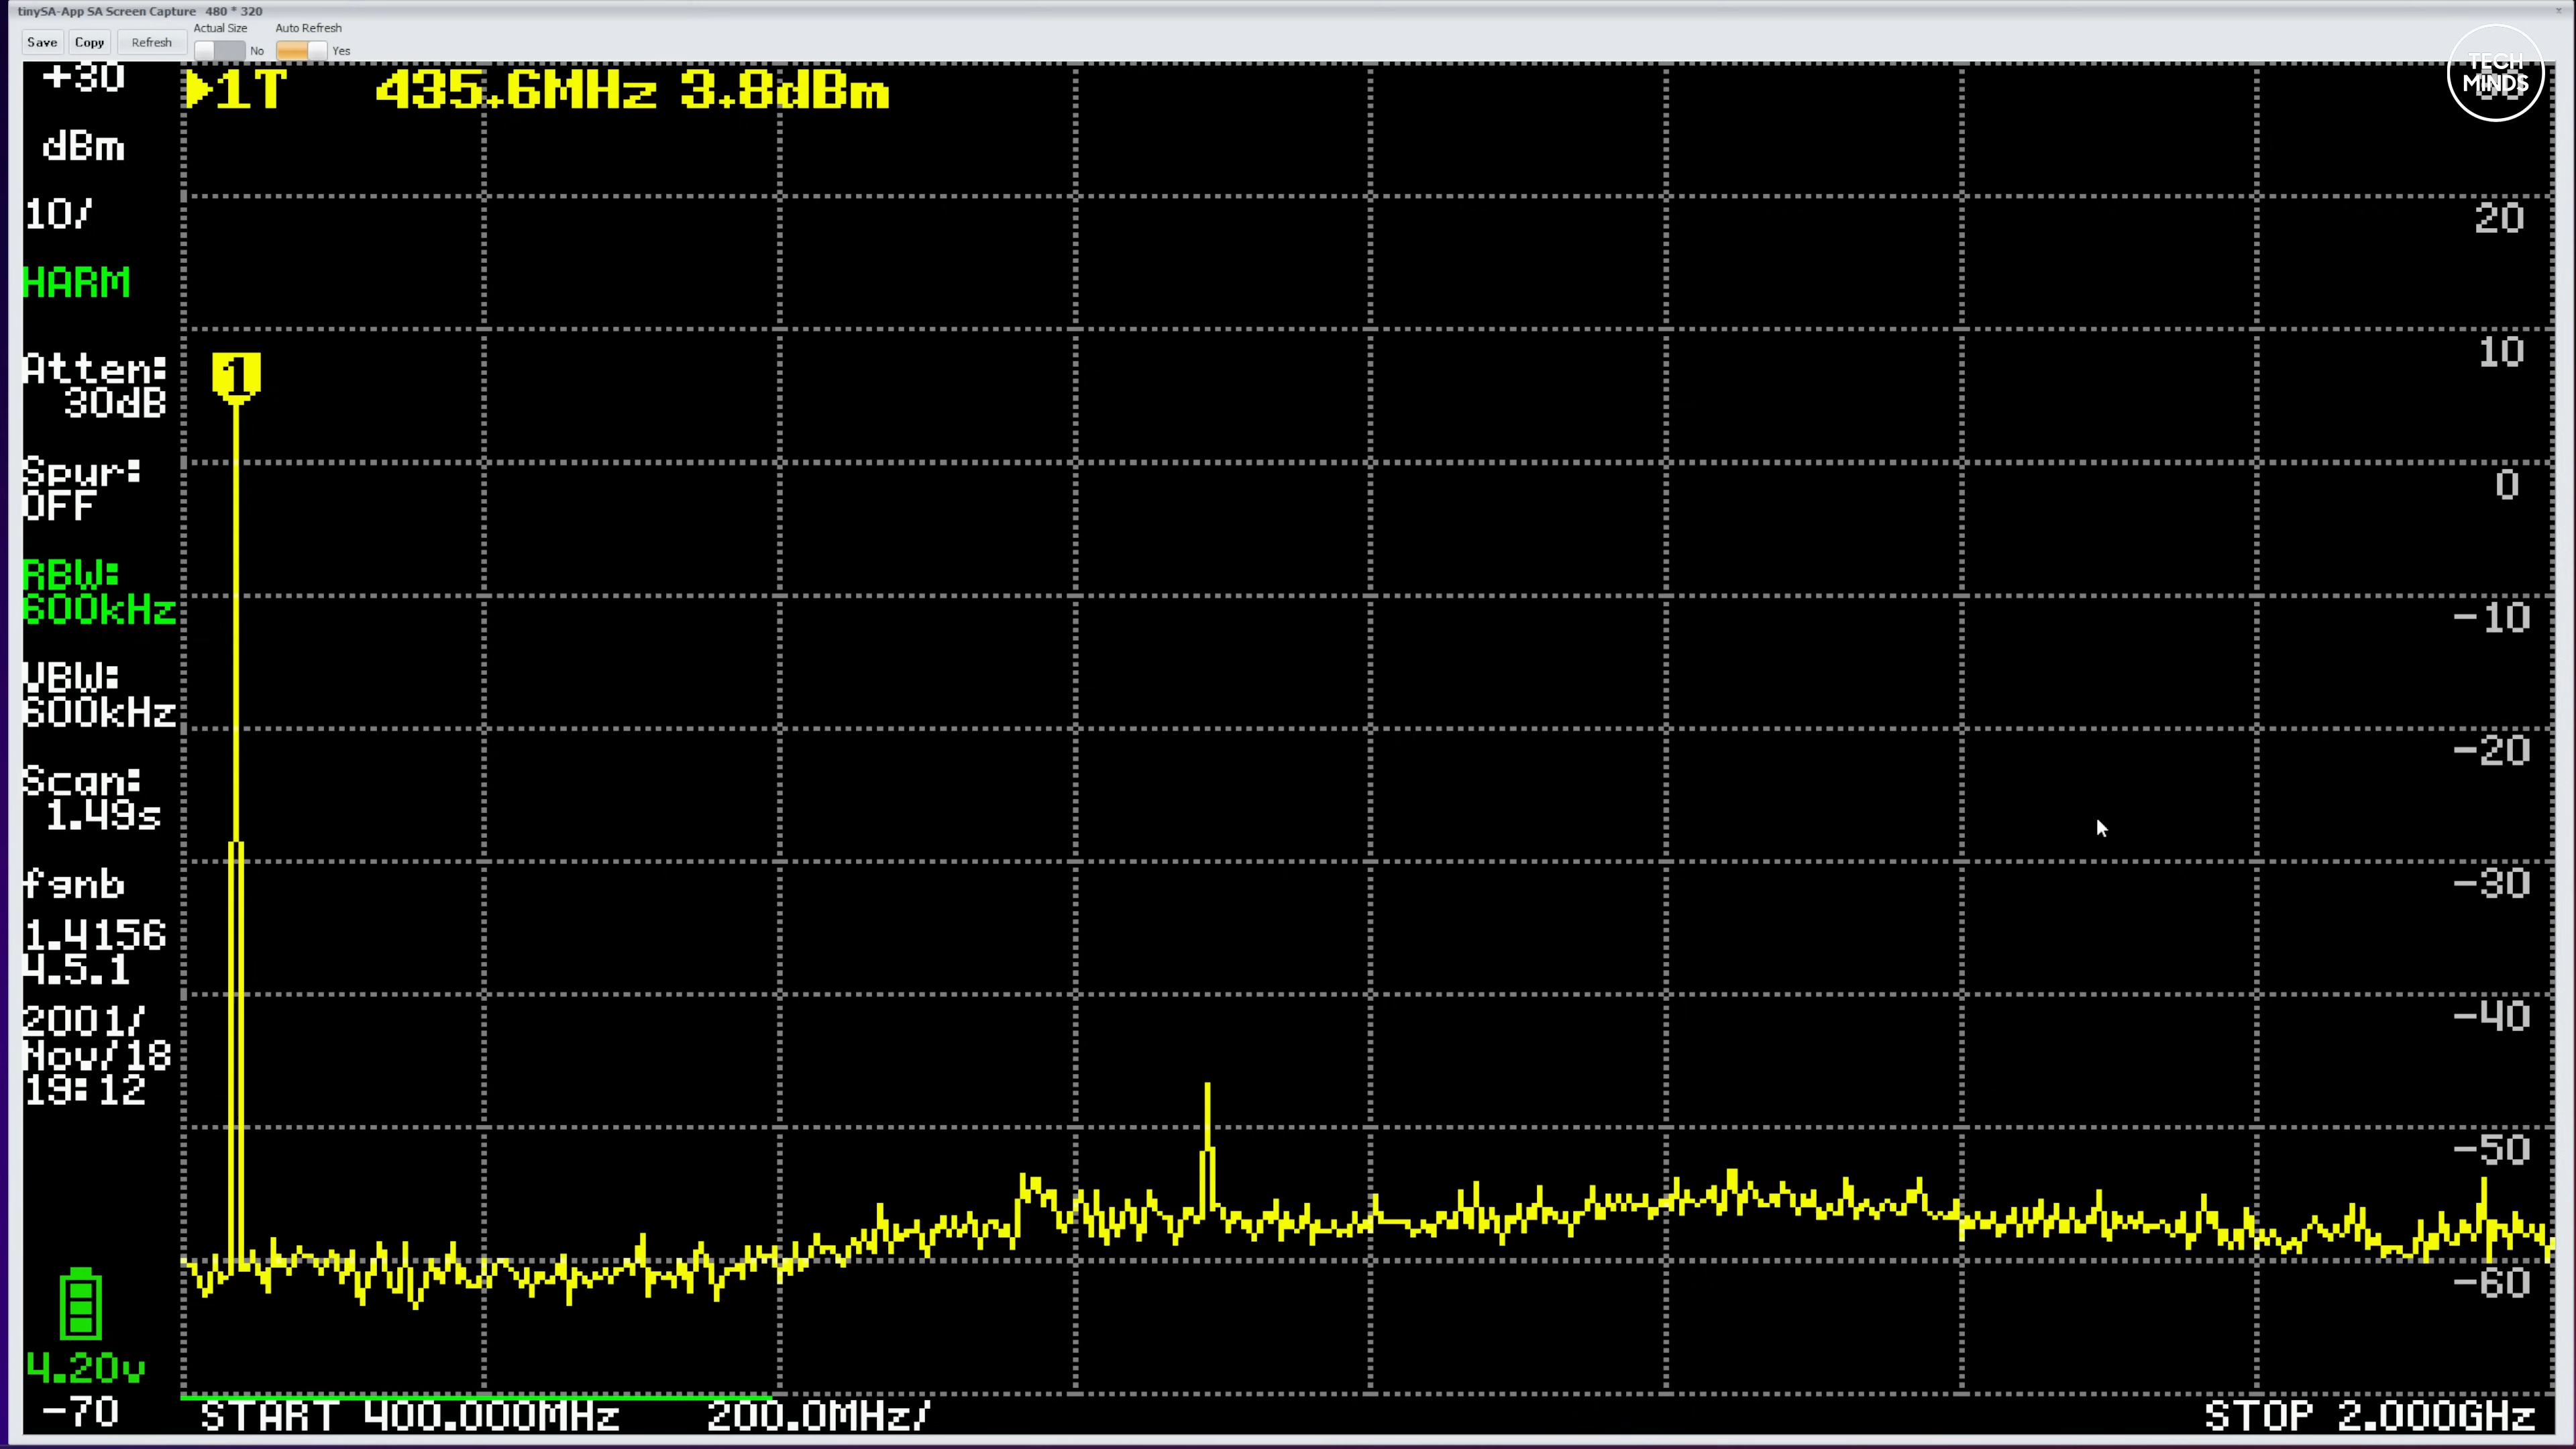 tinySA-App SA Screen Capture 480 * 320
Save Copy Refresh Actual Size No Auto Refresh Yes
TECH
MINDS
+30
1T 435.6MHz 3.8dBm
dBm
10/
20
HARM
10
Atten:
30dB
1
Spur:
OFF
0
RBW:
600kHz
-10
VBW:
600kHz
-20
Scan:
1.49s
-30
fgnb
1.4156
4.5.1
-40
2001/
Nov/18
19:12
-50
-60
4.20v
-70
START 400.000MHz 200.0MHz/ STOP 2.000GHz